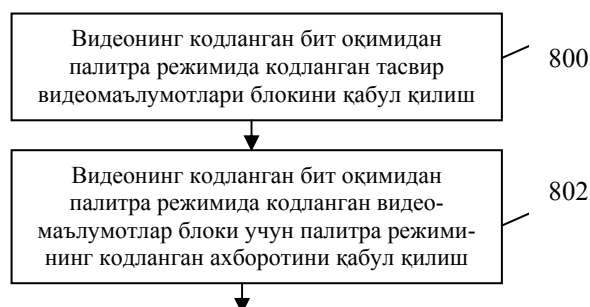 Видеонинг кодланган бит оқимидан
палитра режимида кодланган тасвир
видеомаълумотлари блокини қабул қилиш
800
Видеонинг кодланган бит оқимидан
палитра режимида кодланган видео-
маълумотлар блоки учун палитра режими-
нинг кодланган ахборотини қабул қилиш
802